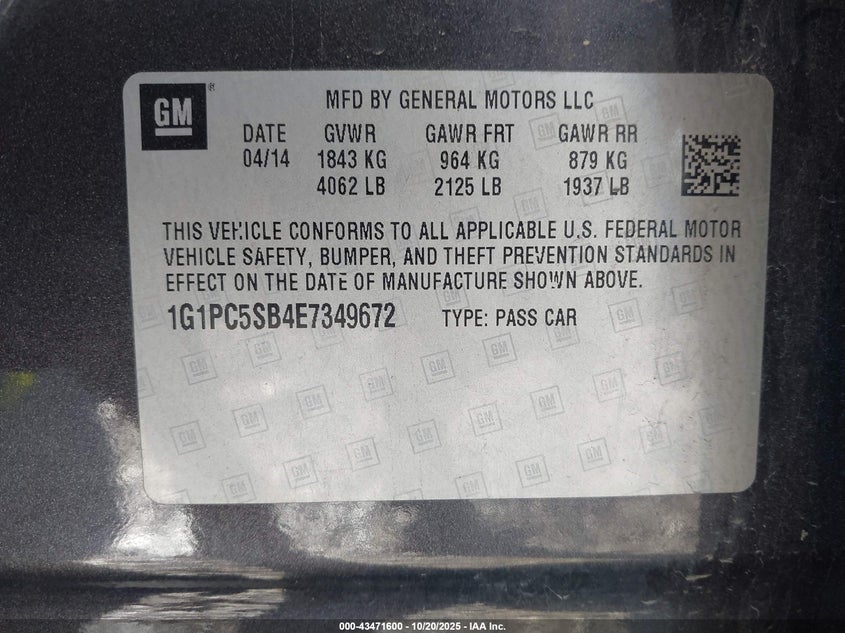 GM®
MFD BY GENERAL MOTORS LLC
DATE GVWR GAWR FRT GAWR RR
04/14 1843 KG 964 KG 879 KG
4062 LB 2125 LB 1937 LB
THIS VEHICLE CONFORMS TO ALL APPLICABLE U.S. FEDERAL MOTOR
VEHICLE SAFETY, BUMPER, AND THEFT PREVENTION STANDARDS IN
EFFECT ON THE DATE OF MANUFACTURE SHOWN ABOVE.
1G1PC5SB4E7349672 TYPE: PASS CAR
000-43471600 - 10/20/2025 - IAA Inc.